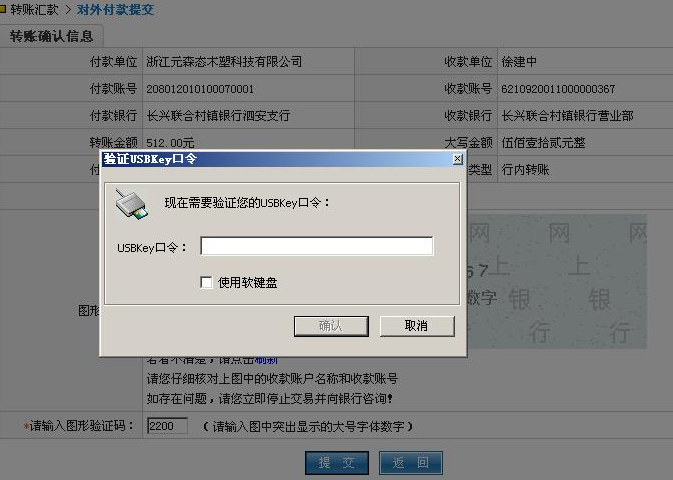 转账汇款 > 对外付款提交
转账确认信息
付款单位 浙江元森态木塑科技有限公司 收款单位 徐建中
付款账号 208012010100070001 收款账号 6210920011000000367
付款银行 长兴联合村镇银行泗安支行 收款银行 长兴联合村镇银行营业部
转账金额 512.00元 大写金额 伍佰壹拾贰元整
类型 行内转账
验证USBKey口令
现在需要验证您的USBKey口令：
USBKey口令：
使用软键盘
确认 取消
网 网 网
67 上 上
数字 银 银
行 行
图形
若看不清楚，请点击刷新
请您仔细核对上图中的收款账户名称和收款账号
如存在问题，请您立即停止交易并向银行咨询!
*请输入图形验证码： 2200 （请输入图中突出显示的大号字体数字）
提 交 返 回